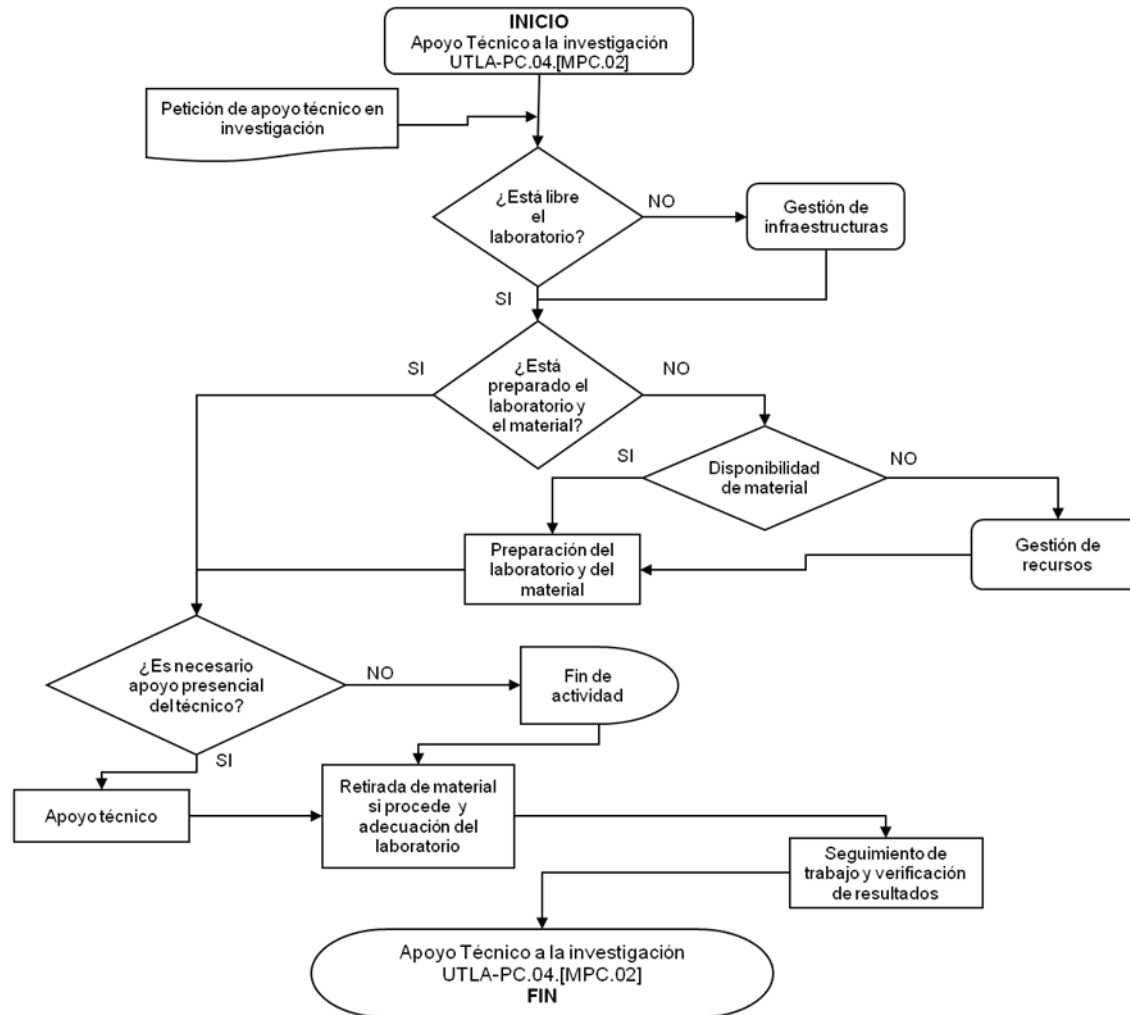 INICIO
Apoyo Técnico a la investigación
UTLA-PC.04.[MPC.02]
Petición de apoyo técnico en
investigación
¿Está libre
el
laboratorio?
NO
Gestión de
infraestructuras
SI
¿Está
preparado el
laboratorio y
el material?
SI
NO
Disponibilidad
de material
SI
NO
Preparación del
laboratorio y del
material
Gestión de
recursos
¿Es necesario
apoyo presencial
del técnico?
NO
Fin de
actividad
SI
Apoyo técnico
Retirada de material
si procede y
adecuación del
laboratorio
Seguimiento de
trabajo y verificación
de resultados
Apoyo Técnico a la investigación
UTLA-PC.04.[MPC.02]
FIN